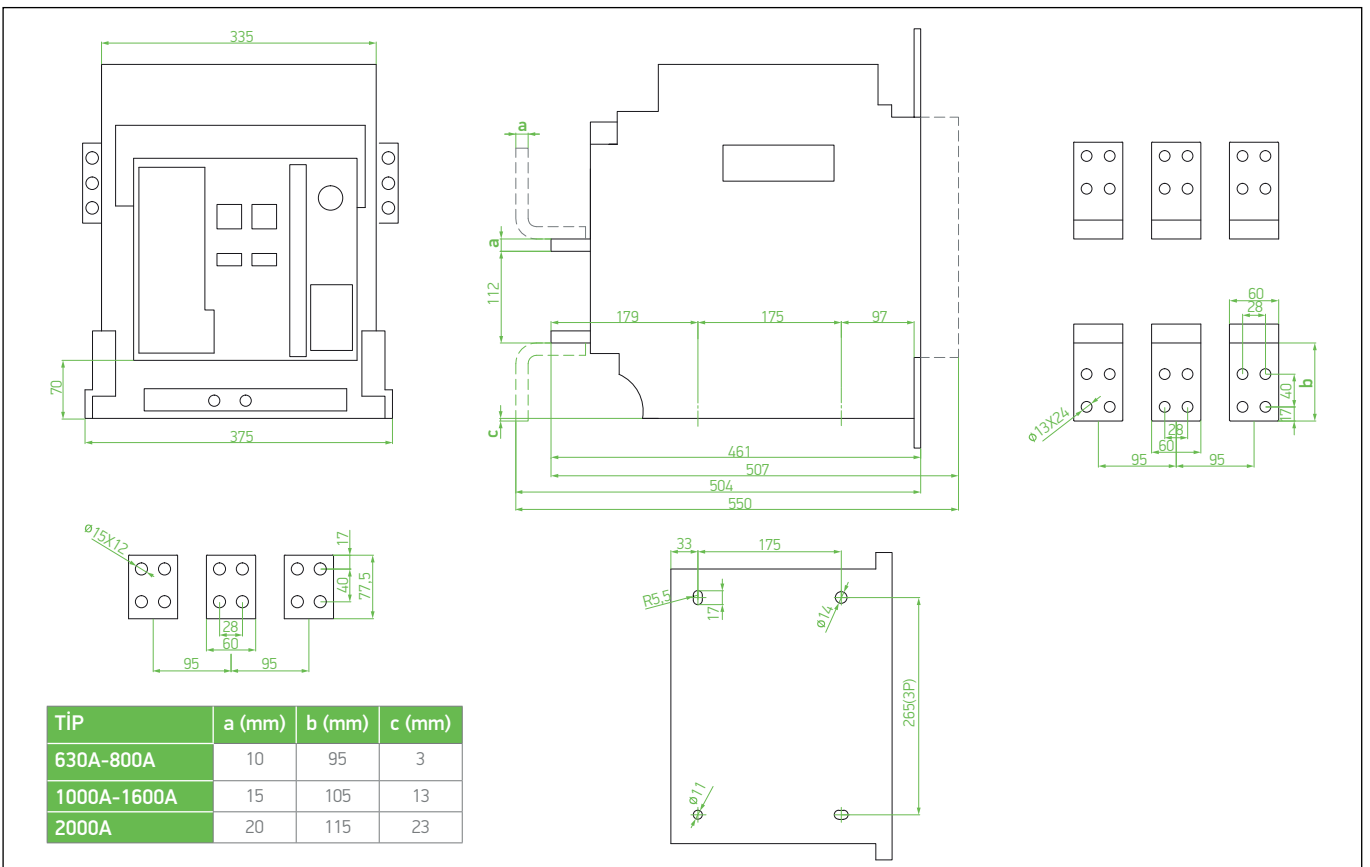 335
70
375
a
a
112
179
175
97
c
461
507
504
550
60
28
b
40
17
ø13X24
28
60
95
95
ø15X12
17
40
77,5
28
60
95
95
33
175
R5,5
17
ø14
265(3P)
ø11
TİP a (mm) b (mm) c (mm)
630A-800A 10 95 3
1000A-1600A 15 105 13
2000A 20 115 23